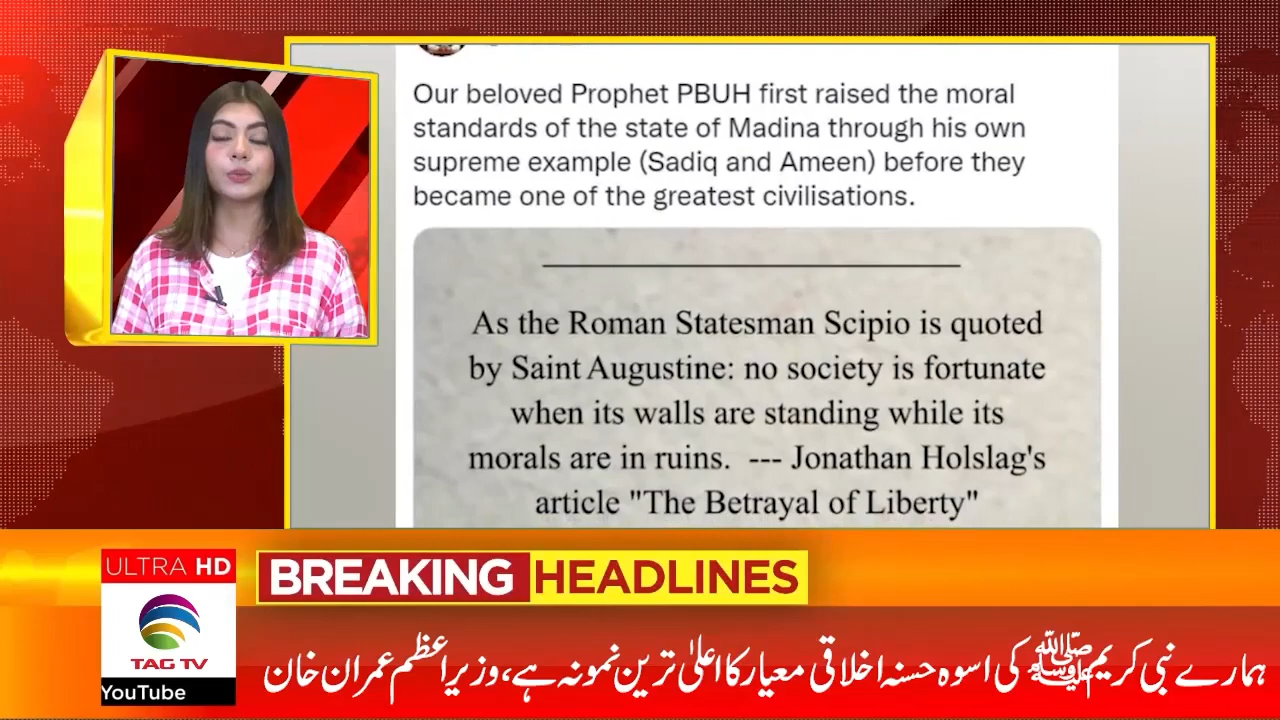 Our beloved Prophet PBUH first raised the moral
standards of the state of Madina through his own
supreme example (Sadiq and Ameen) before they
became one of the greatest civilisations.
As the Roman Statesman Scipio is quoted
by Saint Augustine: no society is fortunate
when its walls are standing while its
morals are in ruins. --- Jonathan Holslag's
article "The Betrayal of Liberty"
ULTRA HD
TAG TV
YouTube
BREAKING HEADLINES
ہمارے نبی کریمﷺ کی اسوہ حسنہ اخلاقی معیار کا اعلیٰ ترین نمونہ ہے، وزیراعظم عمران خان